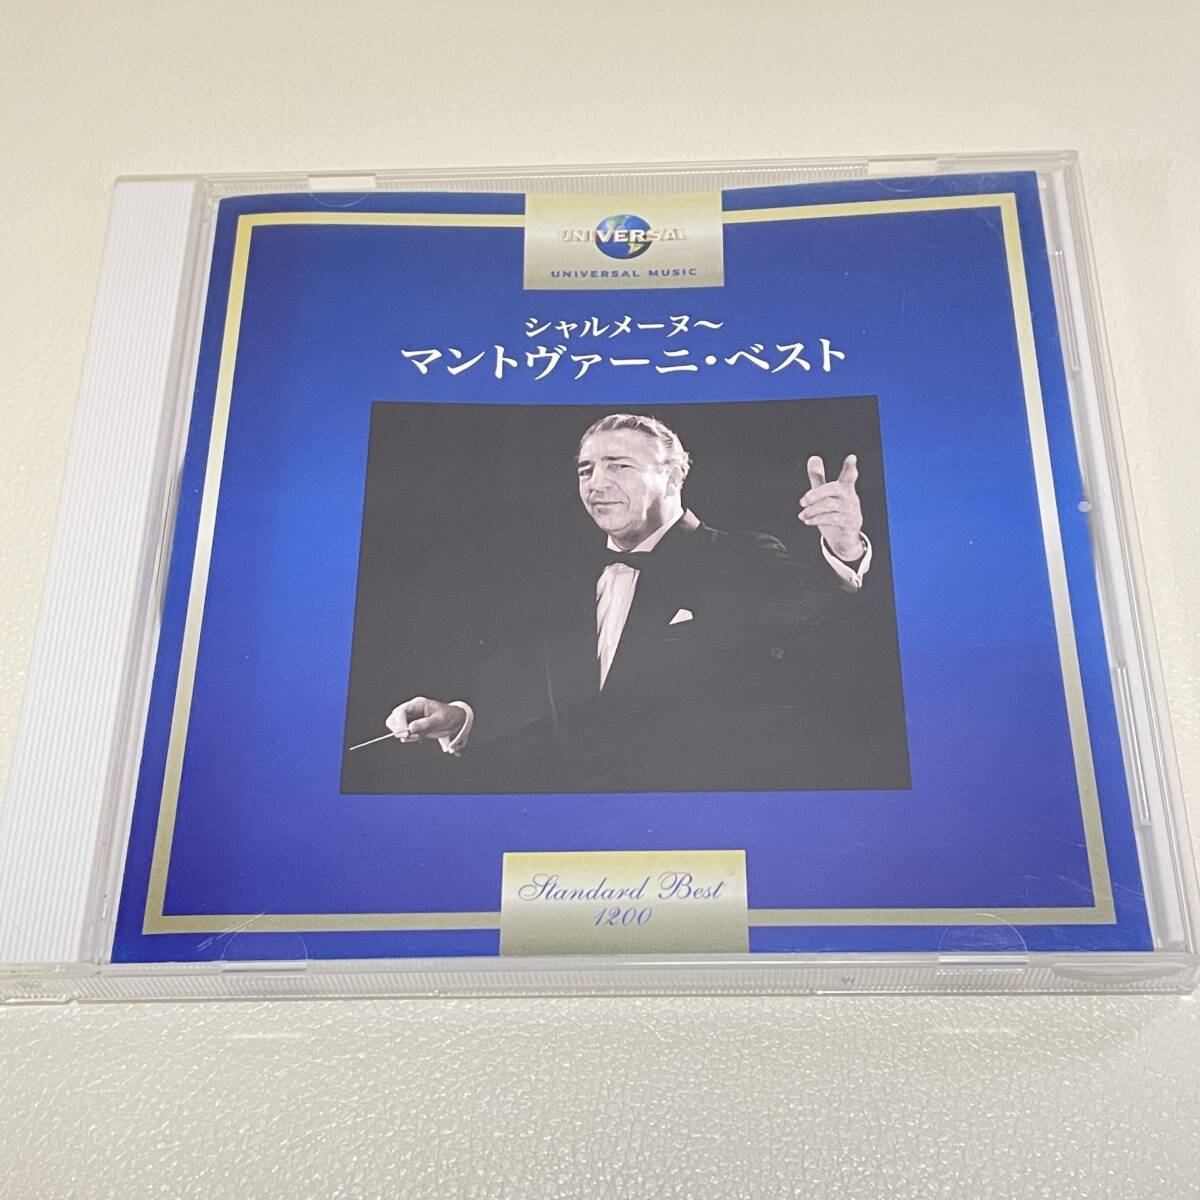 UNIVERSAL
UNIVERSAL MUSIC
シャルメーヌ～
マントヴァーニ・ベスト
Standard Best
1200